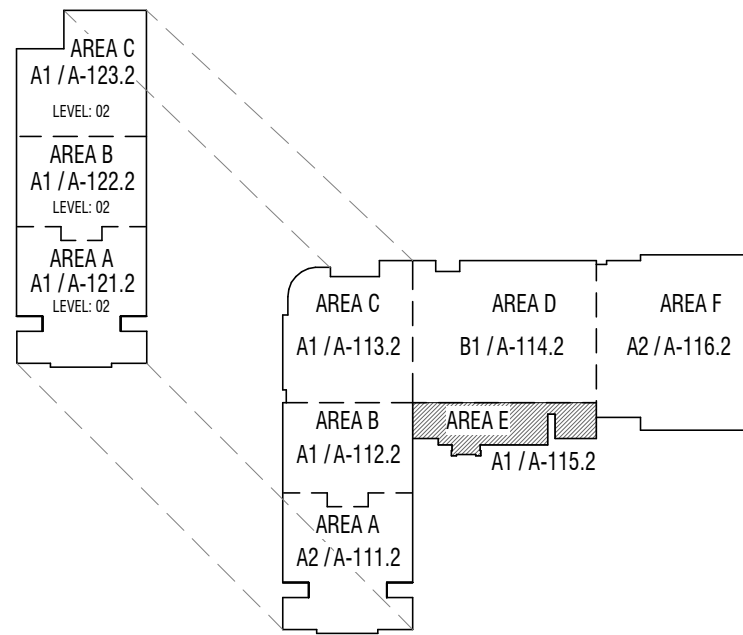 AREA C
A1 / A-123.2
LEVEL: 02
AREA B
A1 / A-122.2
LEVEL: 02
AREA A
A1 / A-121.2
LEVEL: 02
AREA C
A1 / A-113.2
AREA D
B1 / A-114.2
AREA F
A2 / A-116.2
AREA B
A1 / A-112.2
AREA E
A1 / A-115.2
AREA A
A2 / A-111.2